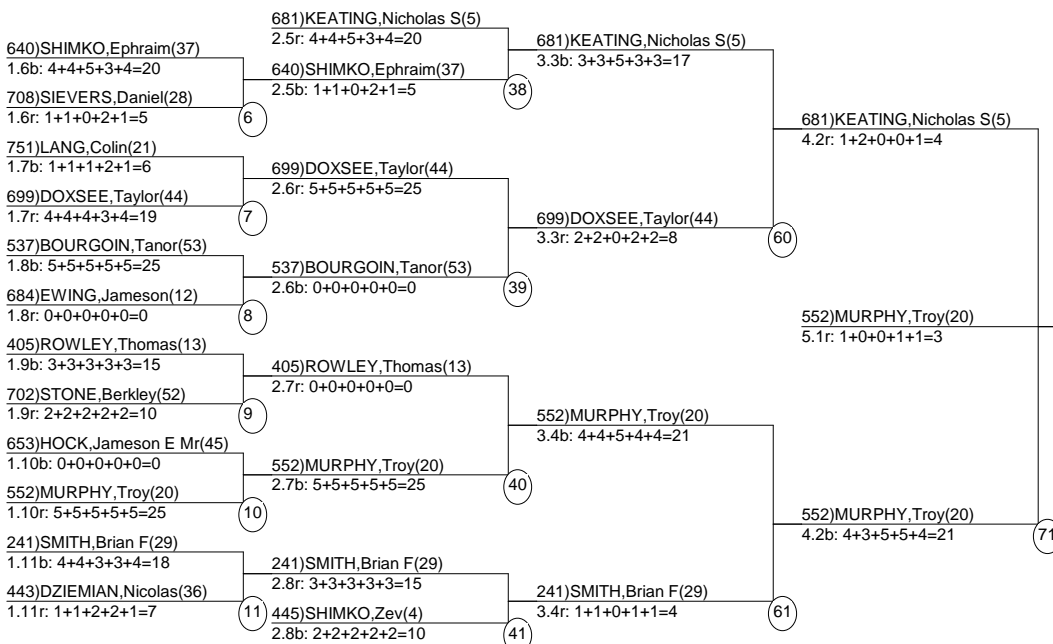 681)KEATING,Nicholas S(5)
2.5r: 4+4+5+3+4=20
640)SHIMKO,Ephraim(37)
1.6b: 4+4+5+3+4=20
681)KEATING,Nicholas S(5)
3.3b: 3+3+5+3+3=17
640)SHIMKO,Ephraim(37)
2.5b: 1+1+0+2+1=5
38
708)SIEVERS,Daniel(28)
1.6r: 1+1+0+2+1=5
6
681)KEATING,Nicholas S(5)
4.2r: 1+2+0+0+1=4
751)LANG,Colin(21)
1.7b: 1+1+1+2+1=6
699)DOXSEE,Taylor(44)
2.6r: 5+5+5+5+5=25
699)DOXSEE,Taylor(44)
1.7r: 4+4+4+3+4=19
7
699)DOXSEE,Taylor(44)
3.3r: 2+2+0+2+2=8
60
537)BOURGOIN,Tanor(53)
1.8b: 5+5+5+5+5=25
537)BOURGOIN,Tanor(53)
2.6b: 0+0+0+0+0=0
39
684)EWING,Jameson(12)
1.8r: 0+0+0+0+0=0
8
552)MURPHY,Troy(20)
5.1r: 1+0+0+1+1=3
405)ROWLEY,Thomas(13)
1.9b: 3+3+3+3+3=15
405)ROWLEY,Thomas(13)
2.7r: 0+0+0+0+0=0
702)STONE,Berkley(52)
1.9r: 2+2+2+2+2=10
9
552)MURPHY,Troy(20)
3.4b: 4+4+5+4+4=21
653)HOCK,Jameson E Mr(45)
1.10b: 0+0+0+0+0=0
552)MURPHY,Troy(20)
2.7b: 5+5+5+5+5=25
40
552)MURPHY,Troy(20)
1.10r: 5+5+5+5+5=25
10
552)MURPHY,Troy(20)
4.2b: 4+3+5+5+4=21
71
241)SMITH,Brian F(29)
1.11b: 4+4+3+3+4=18
241)SMITH,Brian F(29)
2.8r: 3+3+3+3+3=15
443)DZIEMIAN,Nicolas(36)
1.11r: 1+1+2+2+1=7
11
241)SMITH,Brian F(29)
3.4r: 1+1+0+1+1=4
61
445)SHIMKO,Zev(4)
2.8b: 2+2+2+2+2=10
41